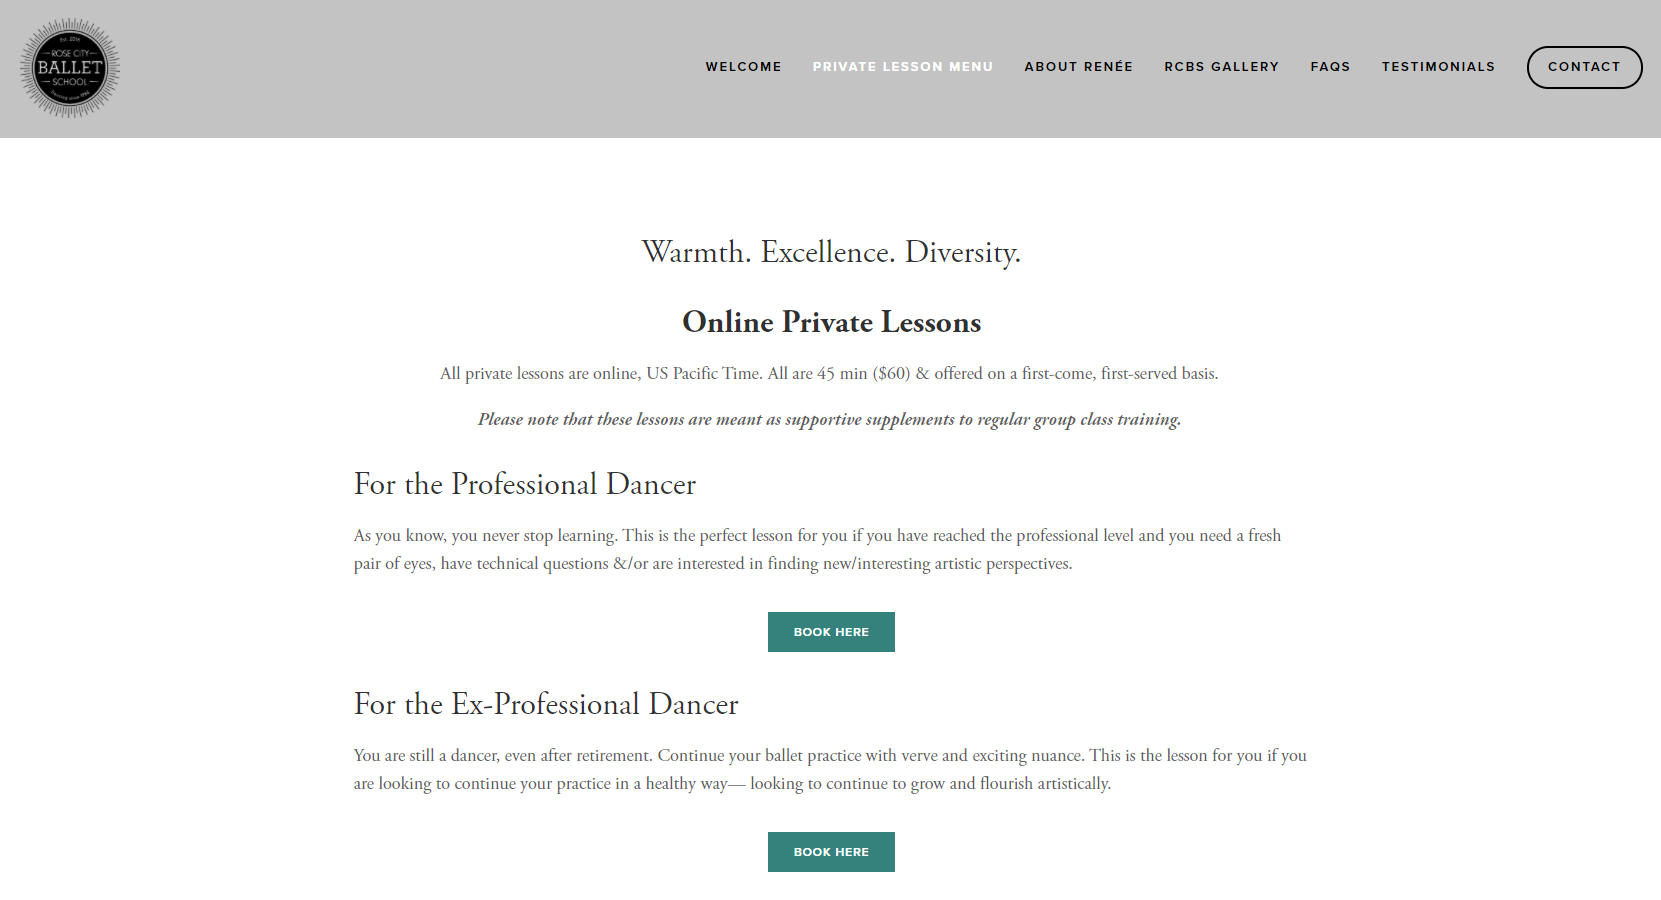 Est. 2016
ROSE CITY
BALLET
SCHOOL
WELCOME
PRIVATE LESSON MENU
ABOUT RENÉE
RCBS GALLERY
FAQS
TESTIMONIALS
CONTACT
Warmth. Excellence. Diversity.
Online Private Lessons
All private lessons are online, US Pacific Time. All are 45 min ($60) & offered on a first-come, first-served basis.
Please note that these lessons are meant as supportive supplements to regular group class training.
For the Professional Dancer
As you know, you never stop learning. This is the perfect lesson for you if you have reached the professional level and you need a fresh
pair of eyes, have technical questions &/or are interested in finding new/interesting artistic perspectives.
BOOK HERE
For the Ex-Professional Dancer
You are still a dancer, even after retirement. Continue your ballet practice with verve and exciting nuance. This is the lesson for you if you
are looking to continue your practice in a healthy way— looking to continue to grow and flourish artistically.
BOOK HERE